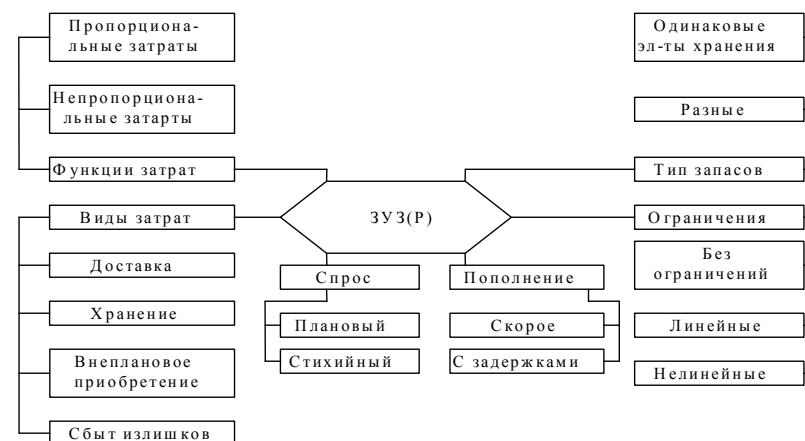 Пропорциона-
льные затраты
Непропорциона-
льные затарты
Функции затрат
Виды затрат
Доставка
Хранение
Внеплановое
приобретение
Сбыт излишков
ЗУЗ(Р)
Спрос
Плановый
Стихийный
Пополнение
Скорое
С задержками
Одинаковые
эл-ты хранения
Разные
Тип запасов
Ограничения
Без
ограничений
Линейные
Нелинейные